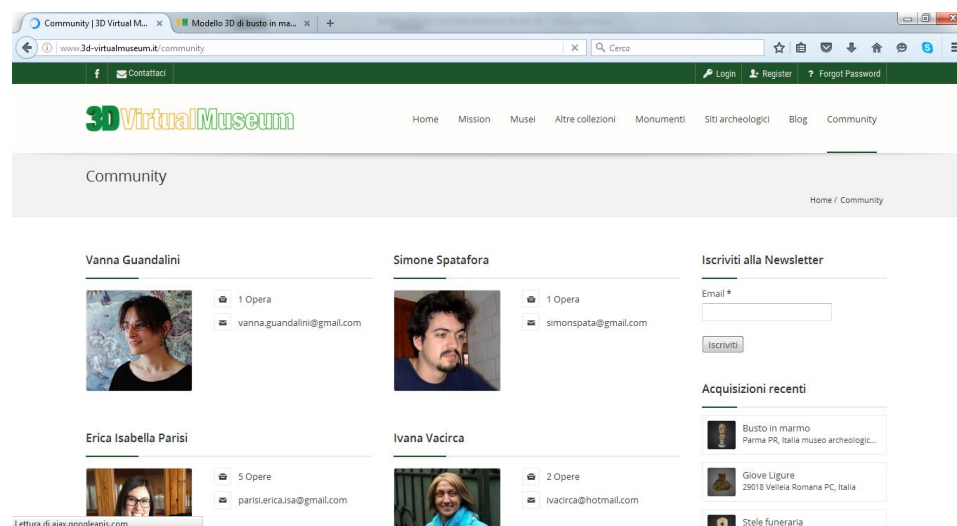 Community | 3D Virtual M... ×
Modello 3D di busto in ma... × +
www.3d-virtualmuseum.it/community
Cerca
Contattaci
Login
Register
? Forgot Password
3DVirtualMuseum
Home Mission Musei Altre collezioni Monumenti Siti archeologici Blog Community
Community
Home / Community
Vanna Guandalini
1 Opera
vanna.guandalini@gmail.com
Simone Spatafora
1 Opera
simonspata@gmail.com
Iscriviti alla Newsletter
Email *
Iscriviti
Acquisizioni recenti
Busto in marmo
Parma PR, Italia museo archeologic...
Giove Ligure
29018 Velleia Romana PC, Italia
Stele funeraria
Erica Isabella Parisi
5 Opere
parisi.erica.isa@gmail.com
Ivana Vacirca
2 Opere
ivacirca@hotmail.com
Lettura di ajax.googleapis.com